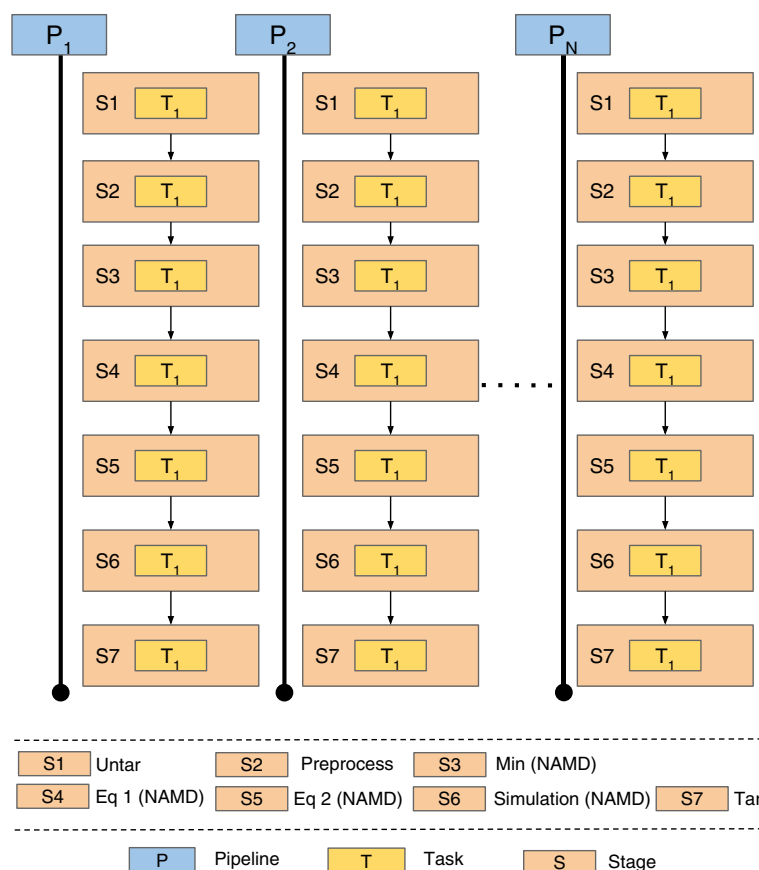 P1 P2 PN
S1 T1 S1 T1 S1 T1
S2 T1 S2 T1 S2 T1
S3 T1 S3 T1 S3 T1
S4 T1 S4 T1 S4 T1
S5 T1 S5 T1 S5 T1
S6 T1 S6 T1 S6 T1
S7 T1 S7 T1 S7 T1
S1 Untar S2 Preprocess S3 Min (NAMD)
S4 Eq 1 (NAMD) S5 Eq 2 (NAMD) S6 Simulation (NAMD) S7 Tar
P Pipeline T Task S Stage